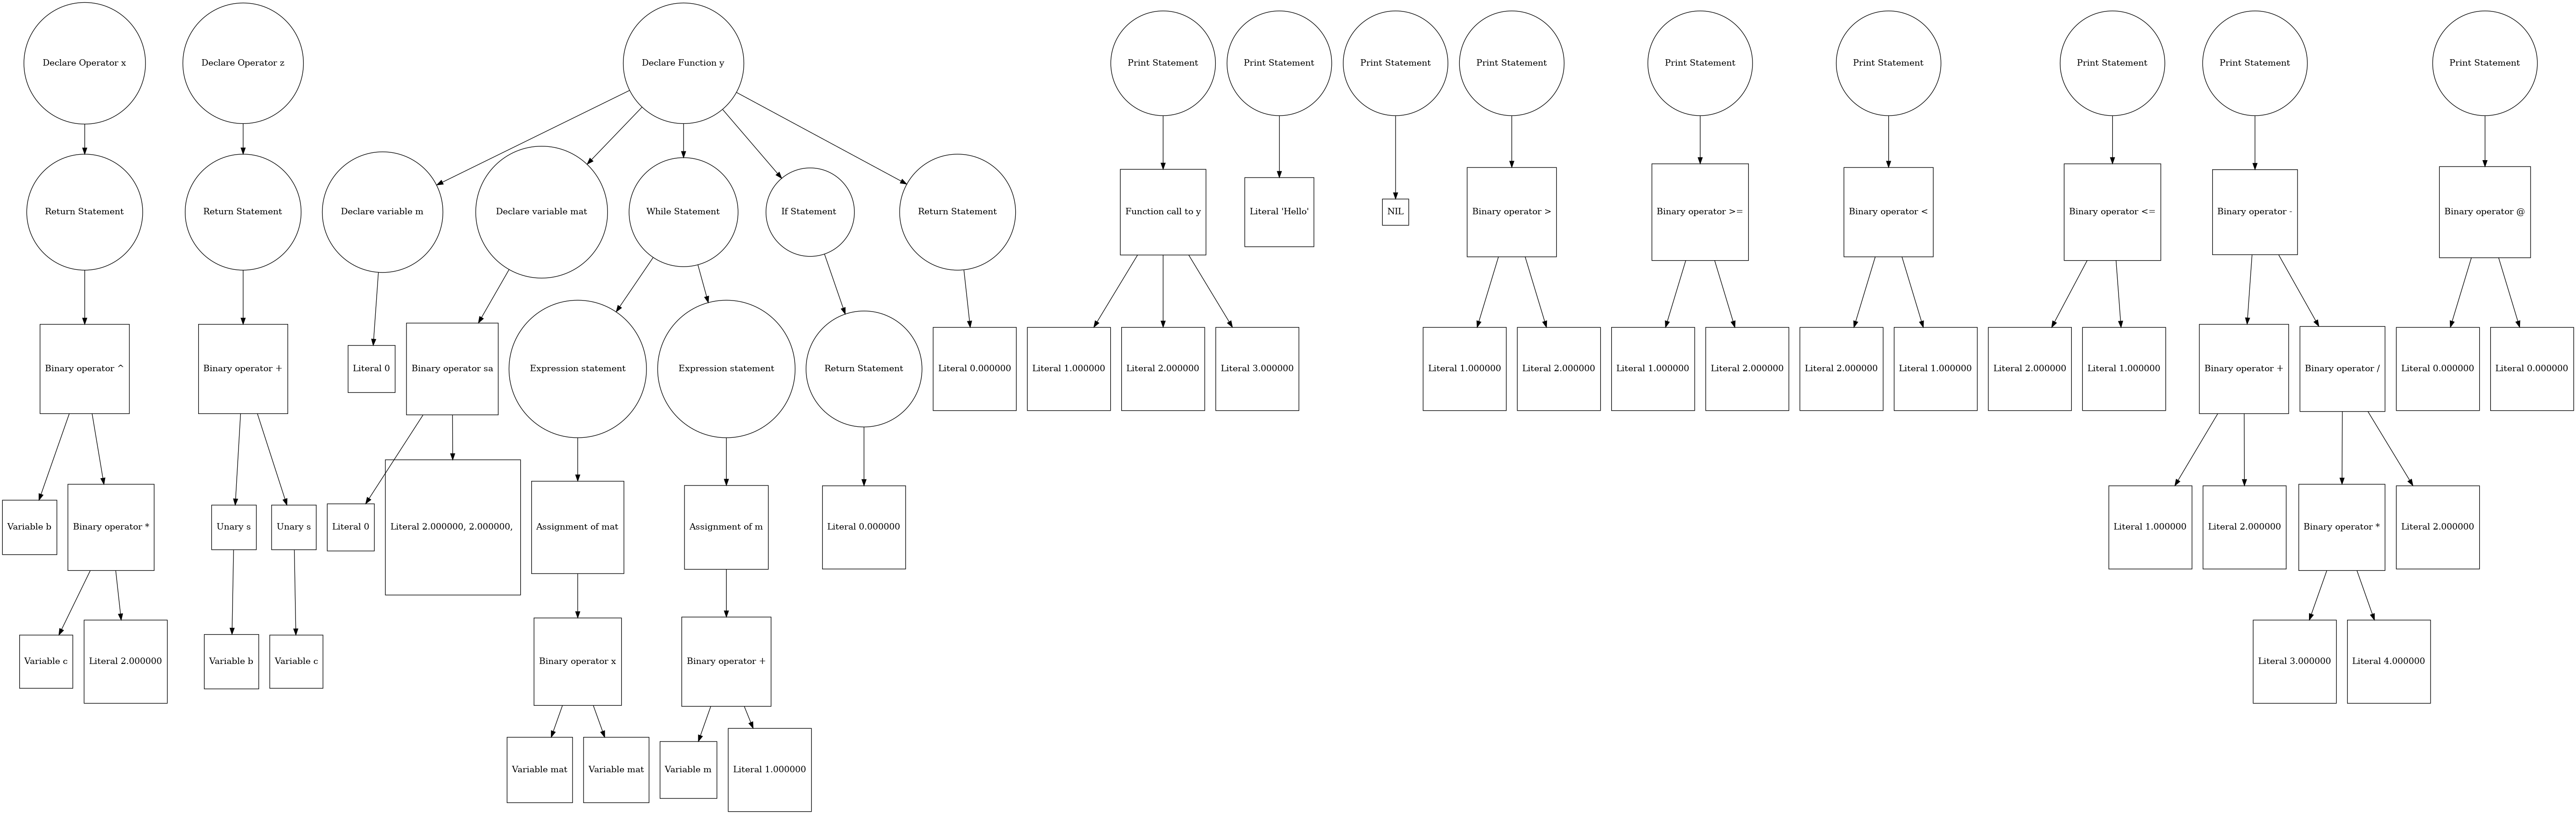 Declare Operator x
Declare Operator z
Declare Function y
Print Statement
Print Statement
Print Statement
Print Statement
Print Statement
Print Statement
Print Statement
Print Statement
Print Statement
Return Statement
Return Statement
Declare variable m
Declare variable mat
While Statement
If Statement
Return Statement
Function call to y
Literal 'Hello'
NIL
Binary operator >
Binary operator >=
Binary operator <
Binary operator <=
Binary operator -
Binary operator @
Binary operator ^
Binary operator +
Literal 0
Binary operator sa
Expression statement
Expression statement
Return Statement
Literal 0.000000
Literal 1.000000
Literal 2.000000
Literal 3.000000
Literal 1.000000
Literal 2.000000
Literal 1.000000
Literal 2.000000
Literal 2.000000
Literal 1.000000
Literal 2.000000
Literal 1.000000
Binary operator +
Binary operator /
Literal 0.000000
Literal 0.000000
Variable b
Binary operator *
Unary s
Unary s
Literal 0
Literal 2.000000, 2.000000,
Assignment of mat
Assignment of m
Literal 0.000000
Literal 1.000000
Literal 2.000000
Binary operator *
Literal 2.000000
Variable c
Literal 2.000000
Variable b
Variable c
Binary operator x
Binary operator +
Literal 3.000000
Literal 4.000000
Variable mat
Variable mat
Variable m
Literal 1.000000